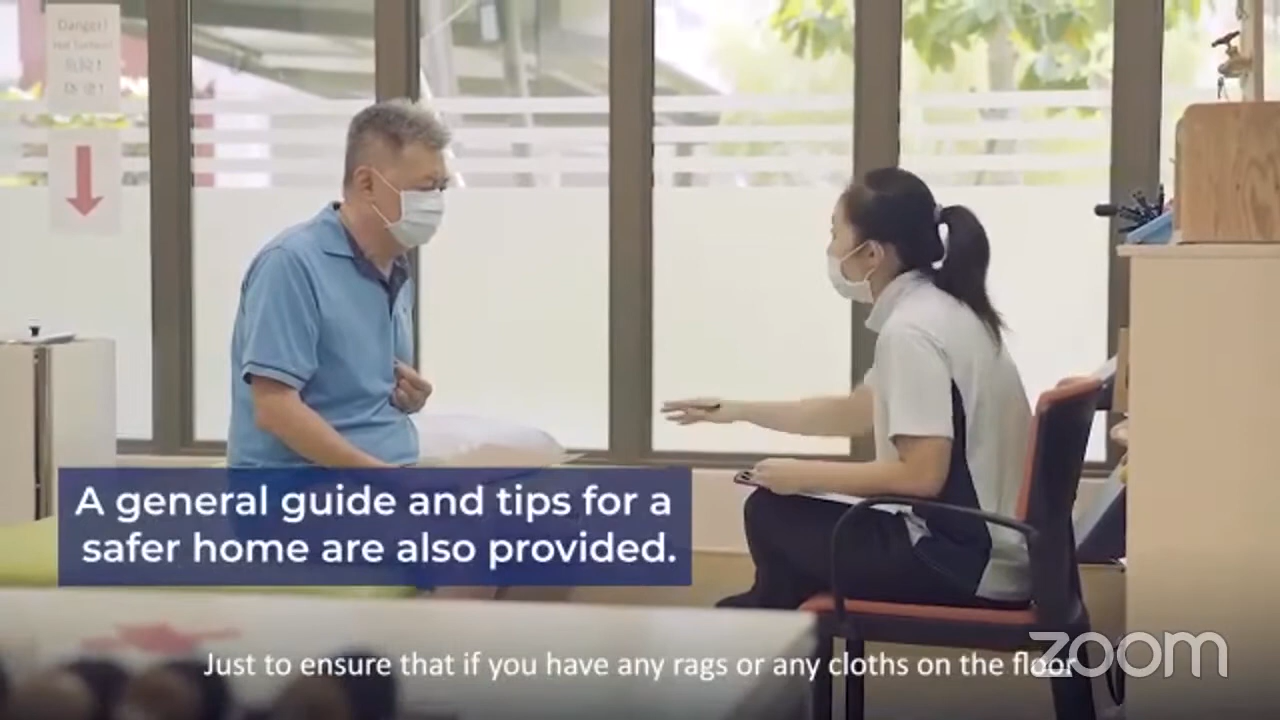 Danger!
A general guide and tips for a
safer home are also provided.
Just to ensure that if you have any rags or any cloths on the floor
zoom